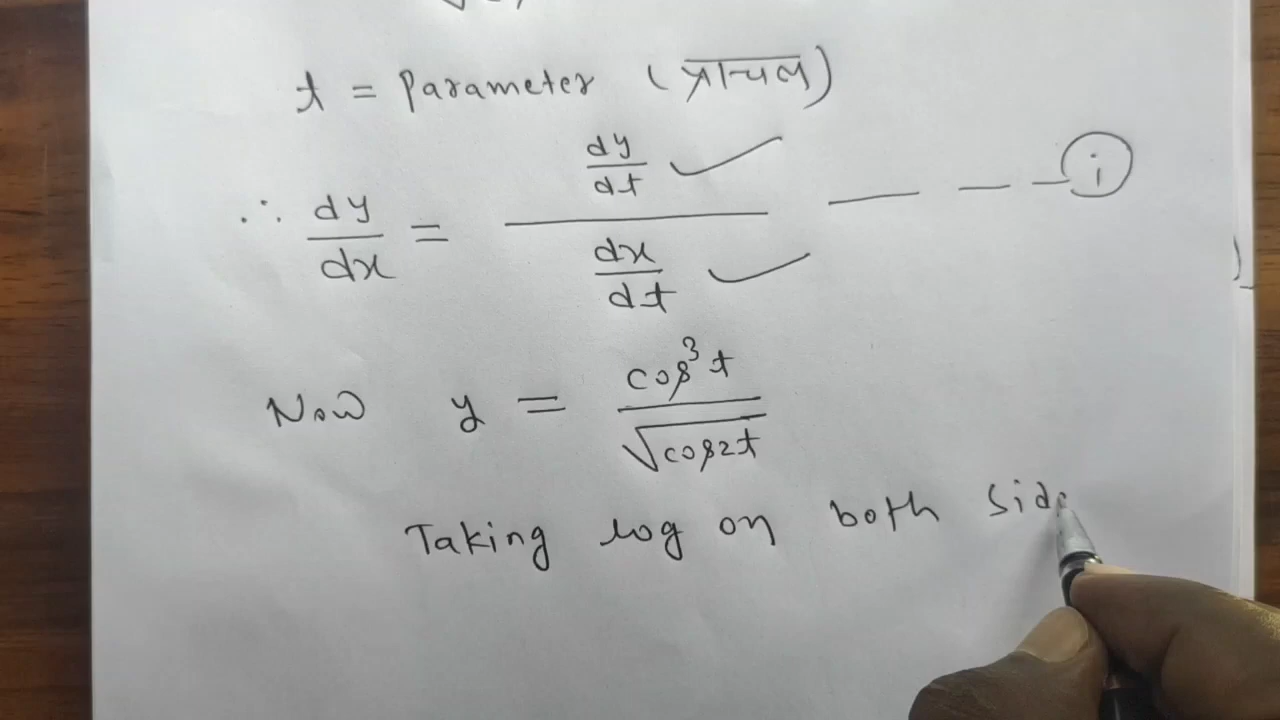 t = Parameter (प्राचल)
∴ dy/dx = (dy/dt)/(dx/dt) ✓ ✓ — — — (i)
Now y = cos³t/√cos2t
Taking log on both side